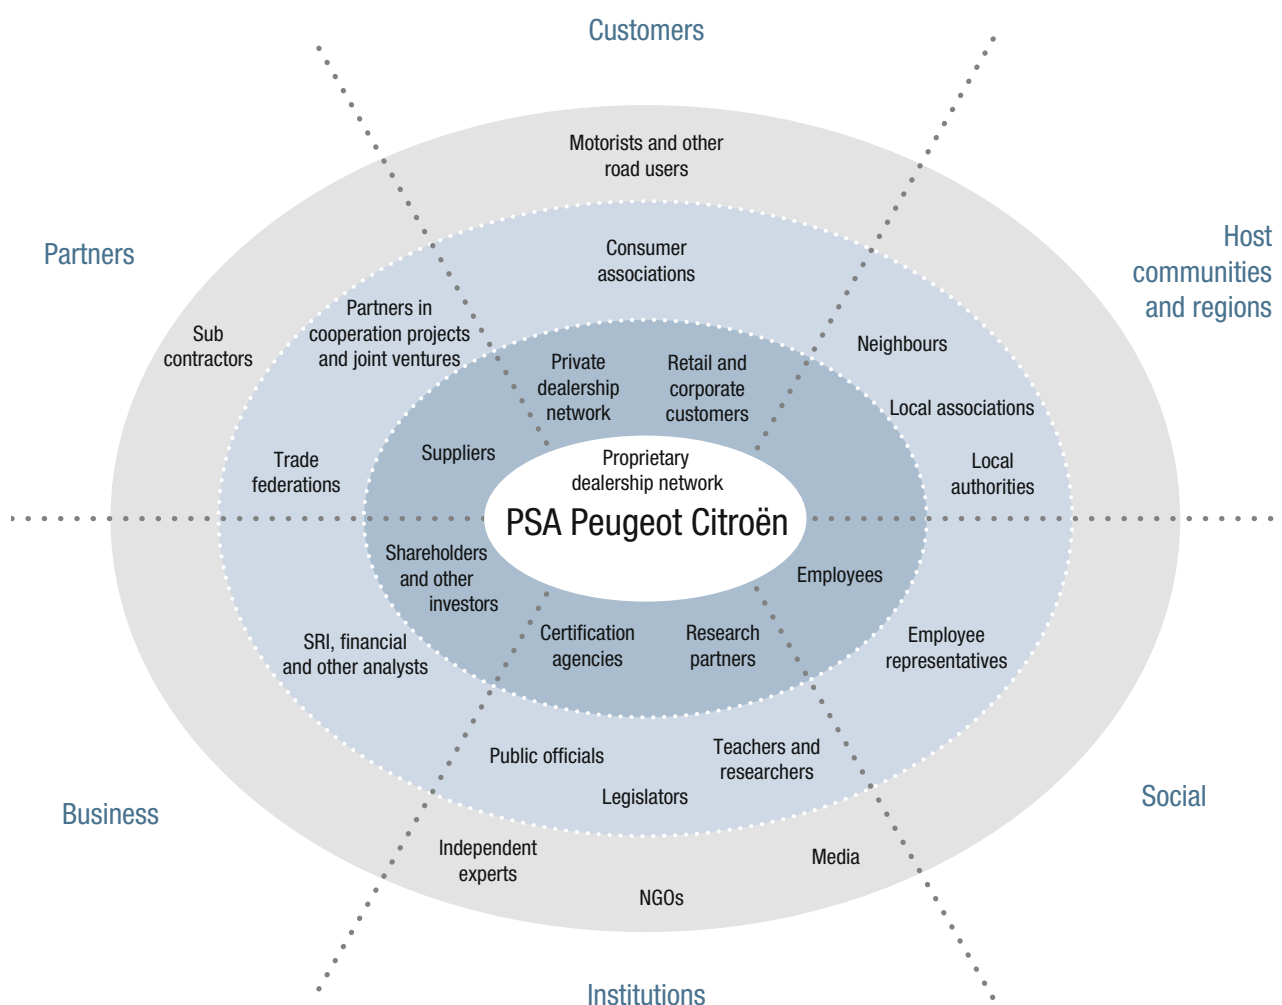 Customers
Motorists and other
road users
Host
communities
and regions
Partners
Consumer
associations
Partners in
cooperation projects
and joint ventures
Sub
contractors
Neighbours
Private
dealership
network
Retail and
corporate
customers
Local associations
Suppliers
Trade
federations
Proprietary
dealership network
Local
authorities
PSA Peugeot Citroën
Shareholders
and other
investors
Employees
SRI, financial
and other analysts
Certification
agencies
Research
partners
Employee
representatives
Public officials
Teachers and
researchers
Legislators
Business
Social
Independent
experts
Media
NGOs
Institutions